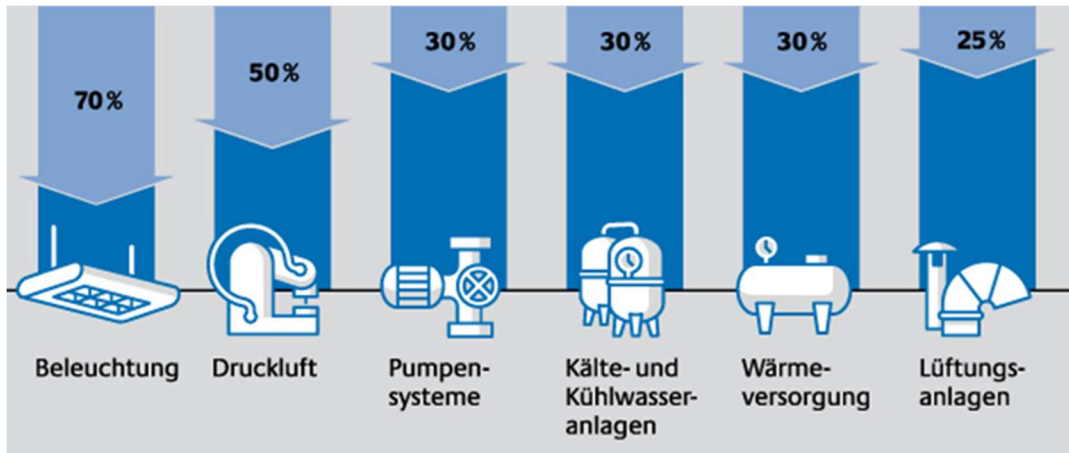 70%
50%
30%
30%
30%
25%
Beleuchtung
Druckluft
Pumpen-
systeme
Kälte- und
Kühlwasser-
anlagen
Wärme-
versorgung
Lüftungs-
anlagen